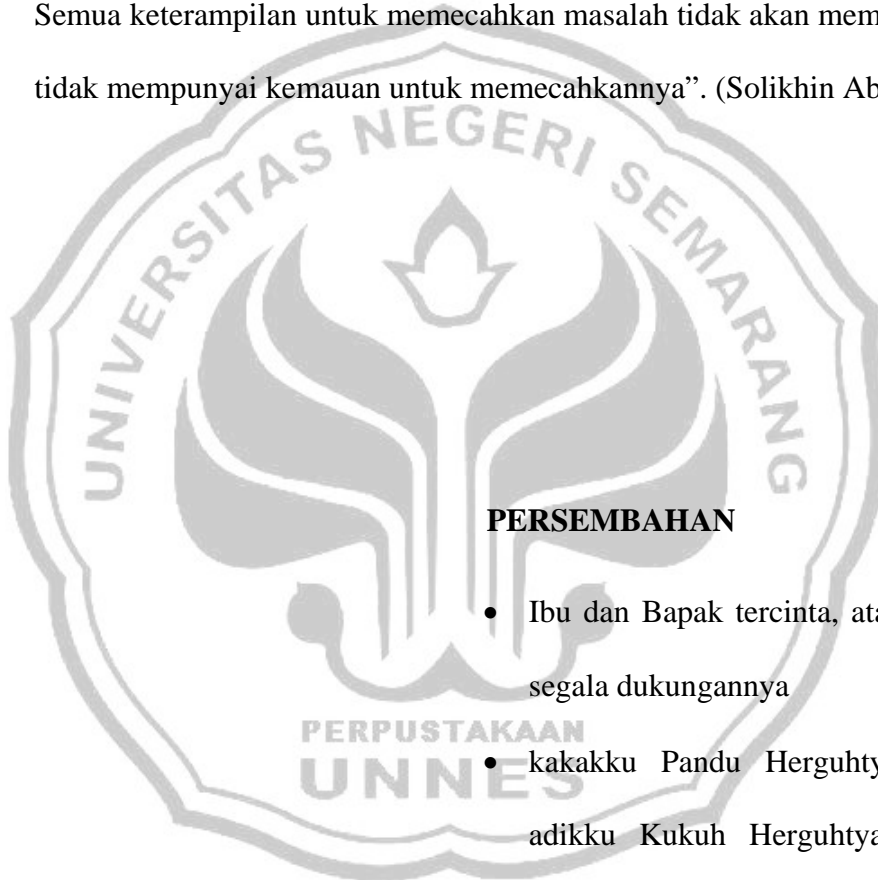 Semua keterampilan untuk memecahkan masalah tidak akan mem
tidak mempunyai kemauan untuk memecahkannya”. (Solikhin Ab
UNIVERSITAS NEGERI SEMARANG
PERSEMBAHAN
• Ibu dan Bapak tercinta, ata
segala dukungannya
PERPUSTAKAAN
UNNES
• kakakku Pandu Herguhty
adikku Kukuh Herguhtya